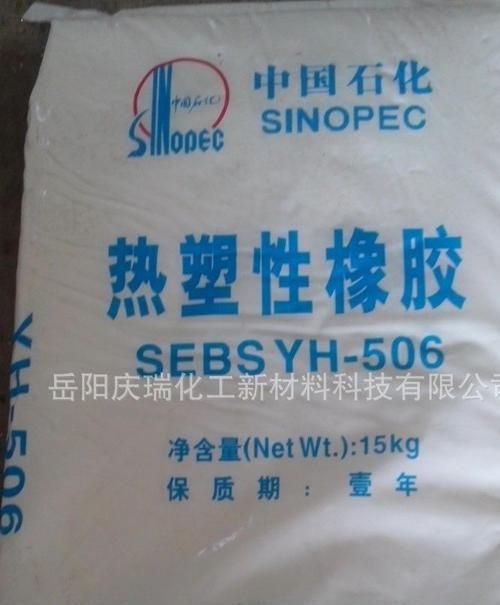 中国石化
SINOPEC
中国石化
SINOPEC
热塑性橡胶
SEBS YH-506
YH-506
岳阳庆瑞化工新材料科技有限公司
净含量(Net Wt.):15kg
保质期：壹年